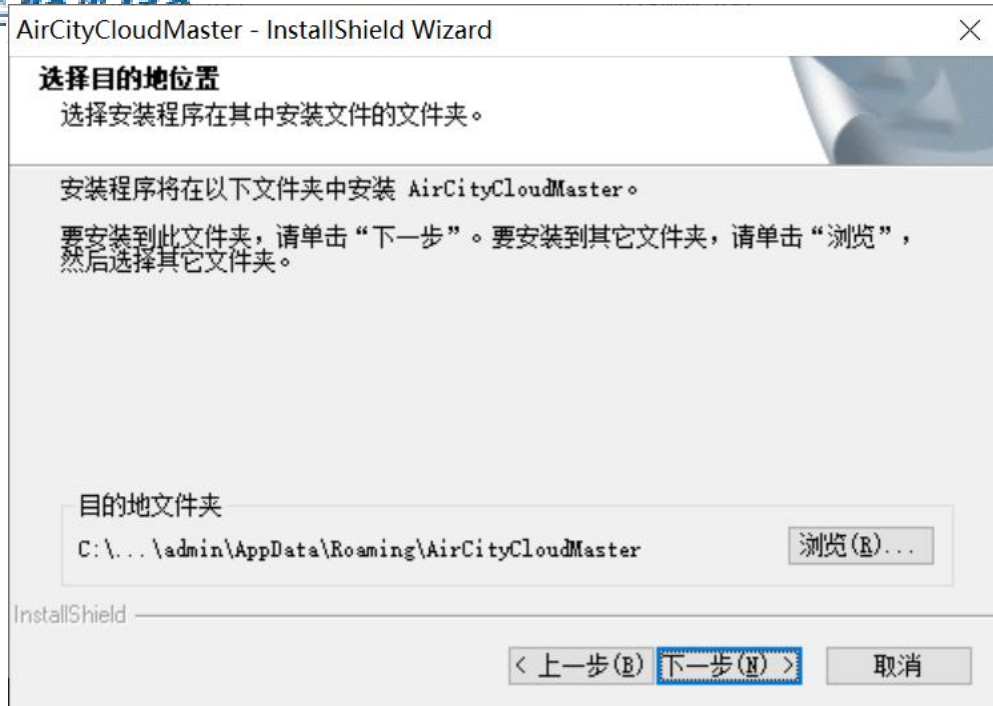 AirCityCloudMaster - InstallShield Wizard
选择目的地位置
选择安装程序在其中安装文件的文件夹。
安装程序将在以下文件夹中安装 AirCityCloudMaster。
要安装到此文件夹，请单击“下一步”。要安装到其它文件夹，请单击“浏览”，
然后选择其它文件夹。
目的地文件夹
C:\...\admin\AppData\Roaming\AirCityCloudMaster
浏览(R)...
InstallShield
< 上一步(B)
下一步(N) >
取消